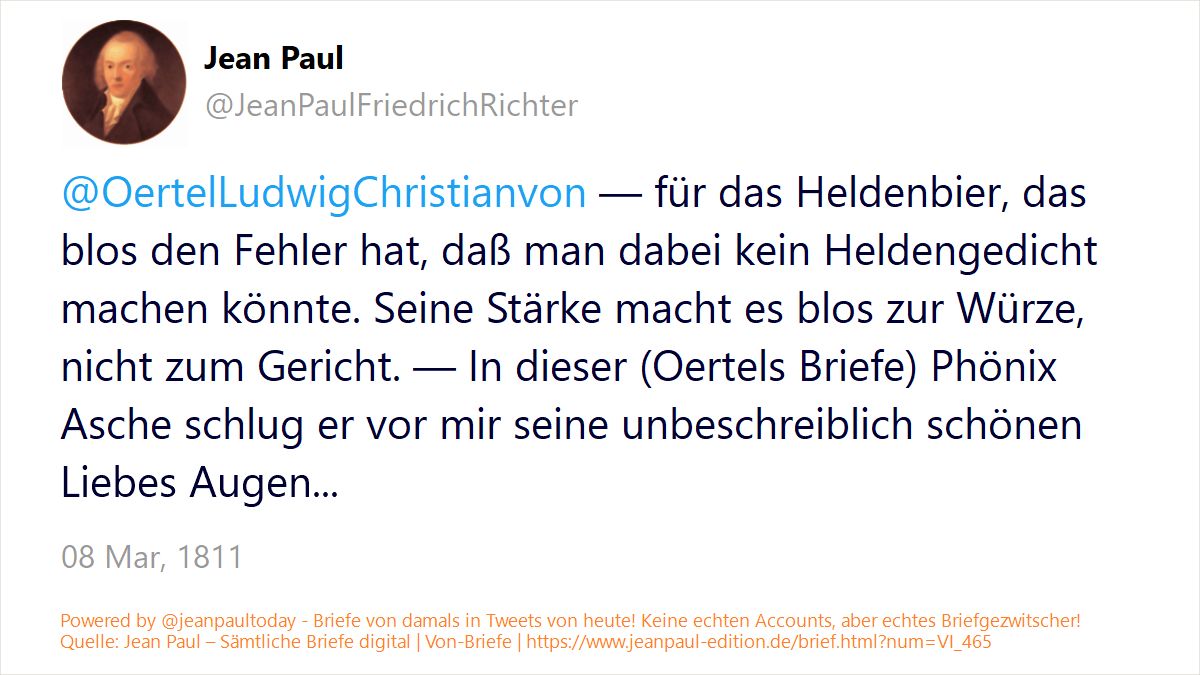 Jean Paul
@JeanPaulFriedrichRichter
@OertelLudwigChristianvon — für das Heldenbier, das
blos den Fehler hat, daß man dabei kein Heldengedicht
machen könnte. Seine Stärke macht es blos zur Würze,
nicht zum Gericht. — In dieser (Oertels Briefe) Phönix
Asche schlug er vor mir seine unbeschreiblich schönen
Liebes Augen...
08 Mar, 1811
Powered by @jeanpaultoday - Briefe von damals in Tweets von heute! Keine echten Accounts, aber echtes Briefgezwitscher!
Quelle: Jean Paul – Sämtliche Briefe digital | Von-Briefe | https://www.jeanpaul-edition.de/brief.html?num=VI_465